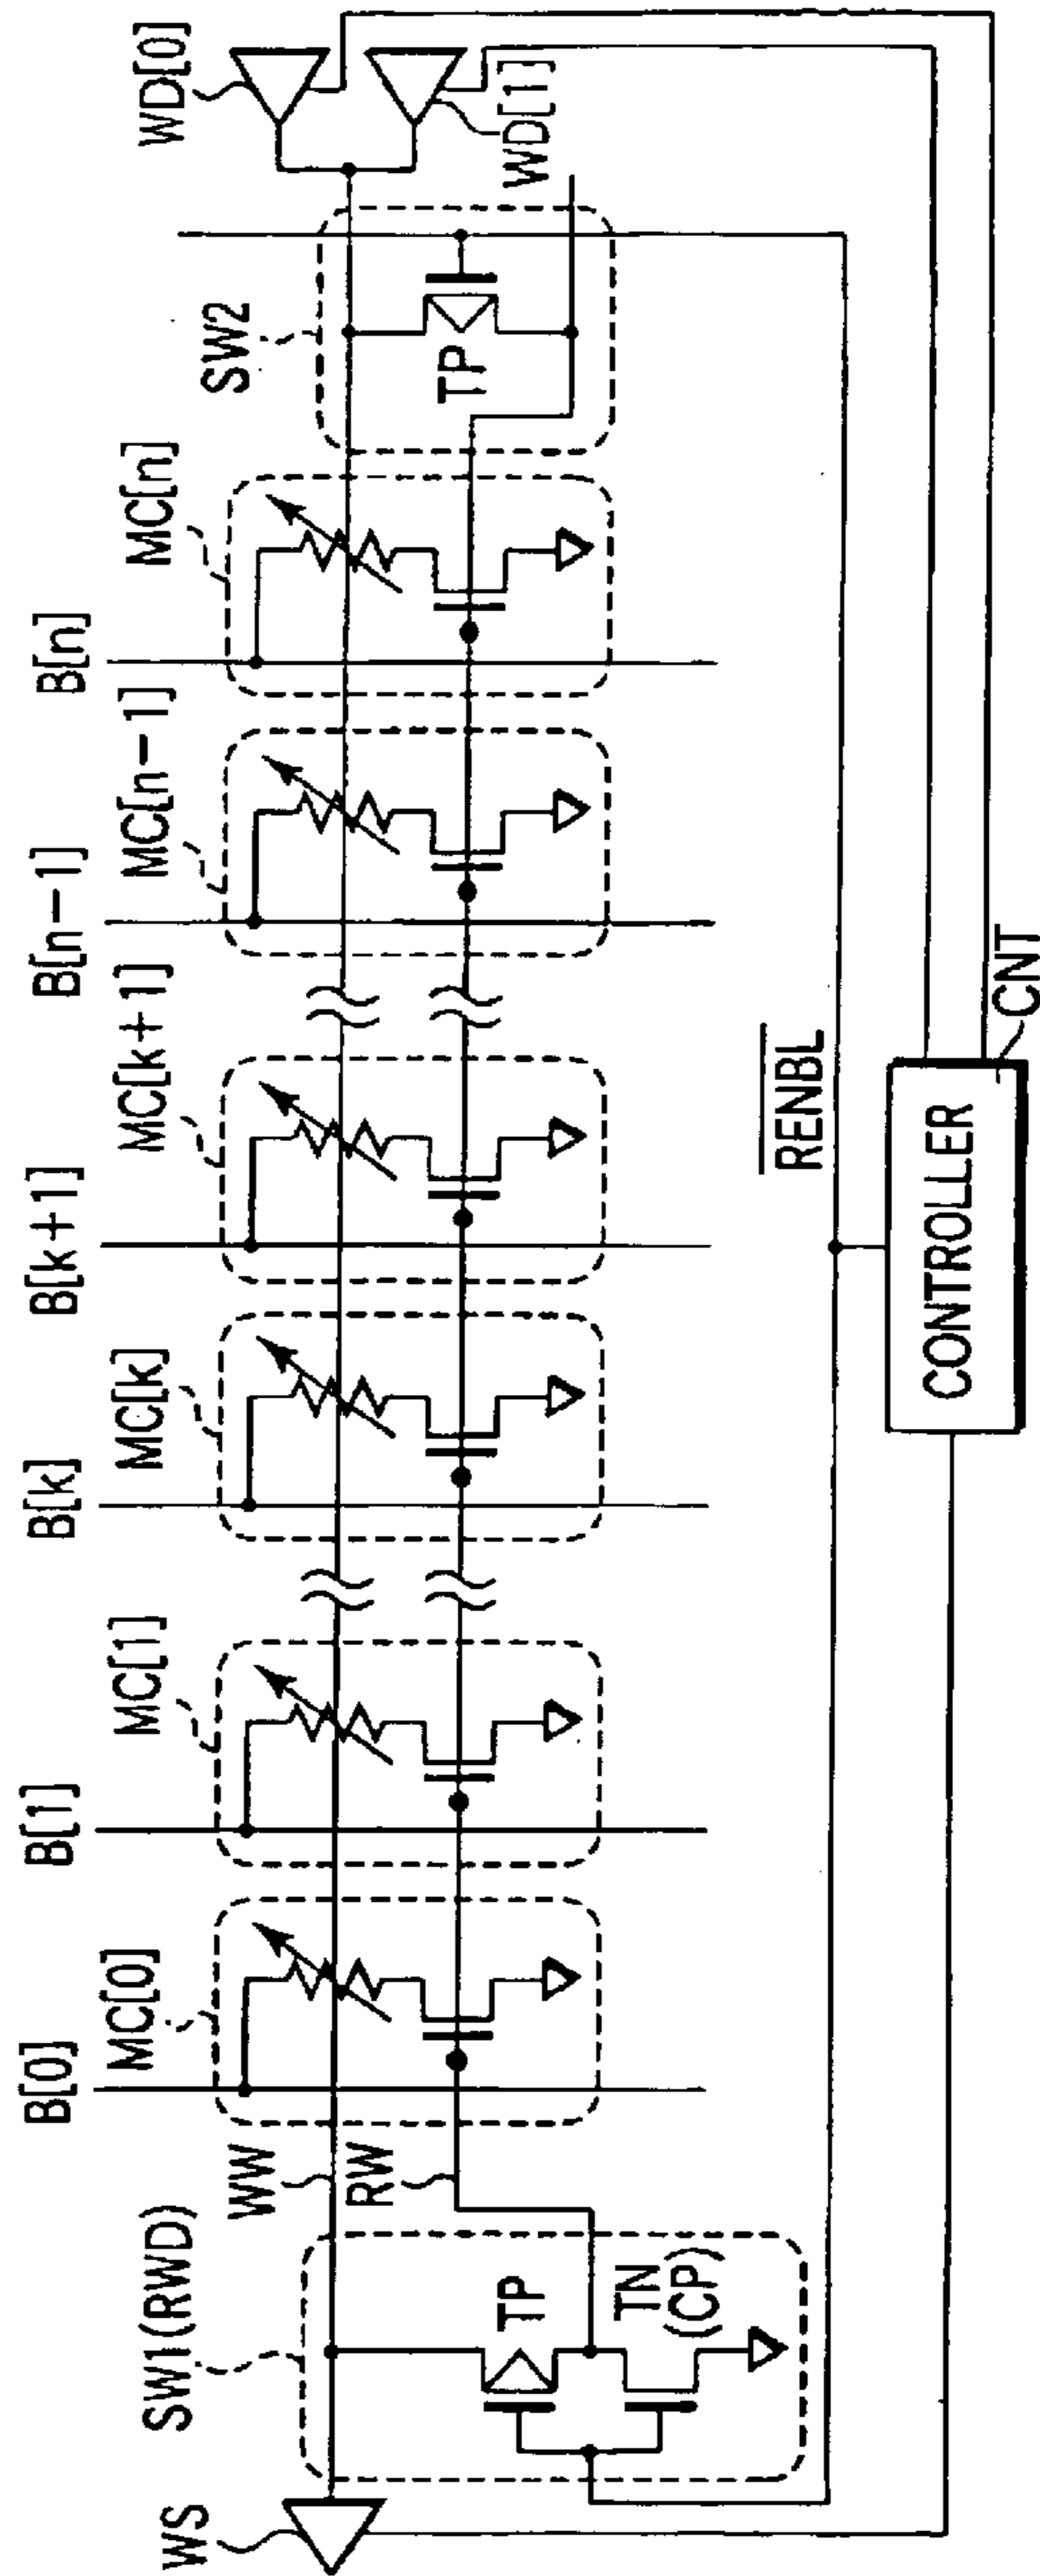 WS
SW1(RWD)
TP
TN
(CP)
WW
RW
B[0]
MC[0]
B[1]
MC[1]
B[k]
MC[k]
B[k+1]
MC[k+1]
B[n-1]
MC[n-1]
B[n]
MC[n]
SW2
TP
WD[0]
WD[1]
RENBL
CONTROLLER
CNT